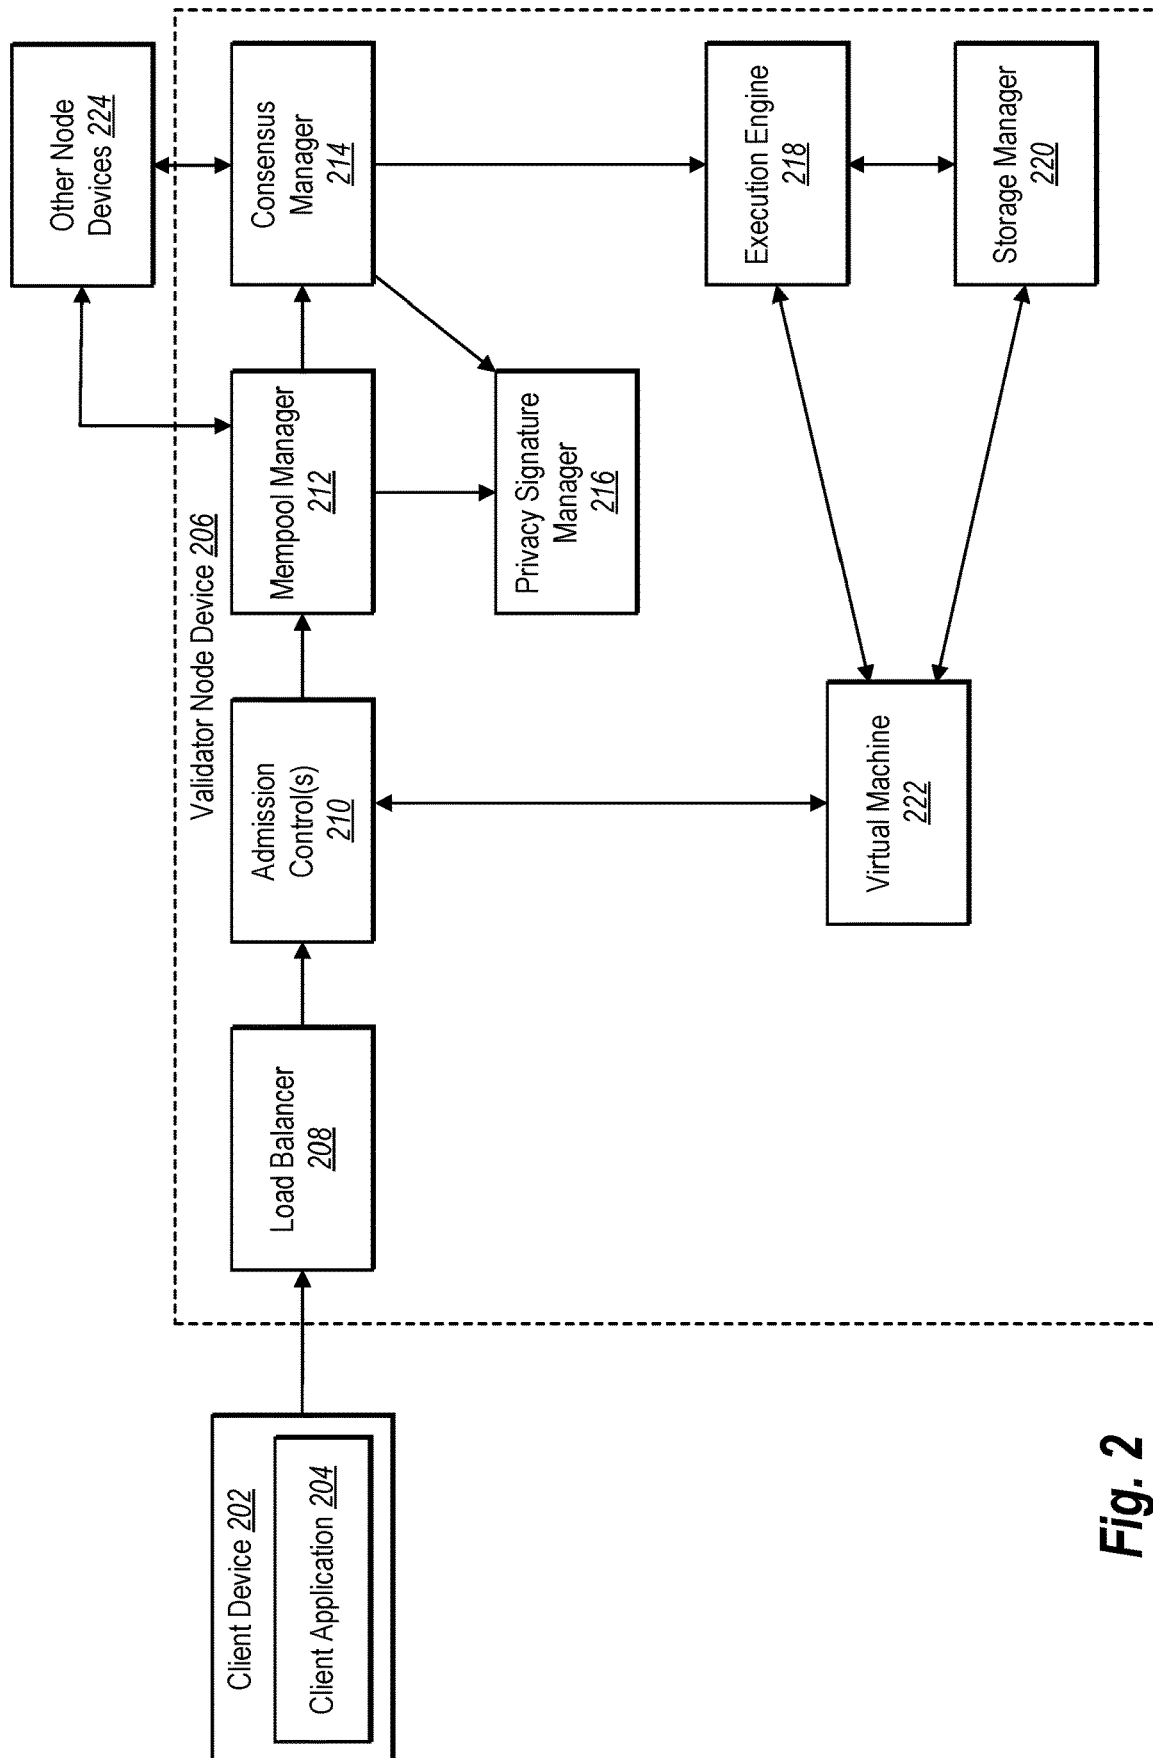 Client Device 202
Client Application 204
Validator Node Device 206
Load Balancer
208
Admission
Control(s)
210
Mempool Manager
212
Consensus
Manager
214
Other Node
Devices 224
Privacy Signature
Manager
216
Virtual Machine
222
Execution Engine
218
Storage Manager
220
Fig. 2